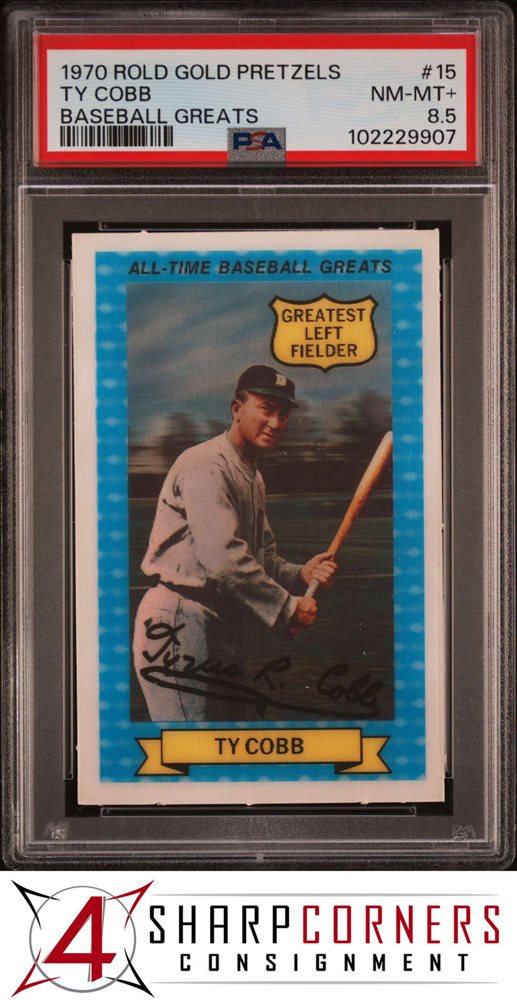 1970 ROLD GOLD PRETZELS #15
TY COBB NM-MT+
BASEBALL GREATS 8.5
PSA 102229907
ALL-TIME BASEBALL GREATS
GREATEST
LEFT
FIELDER
Tyrus R. Cobb
TY COBB
4 SHARPCORNERS
CONSIGNMENT